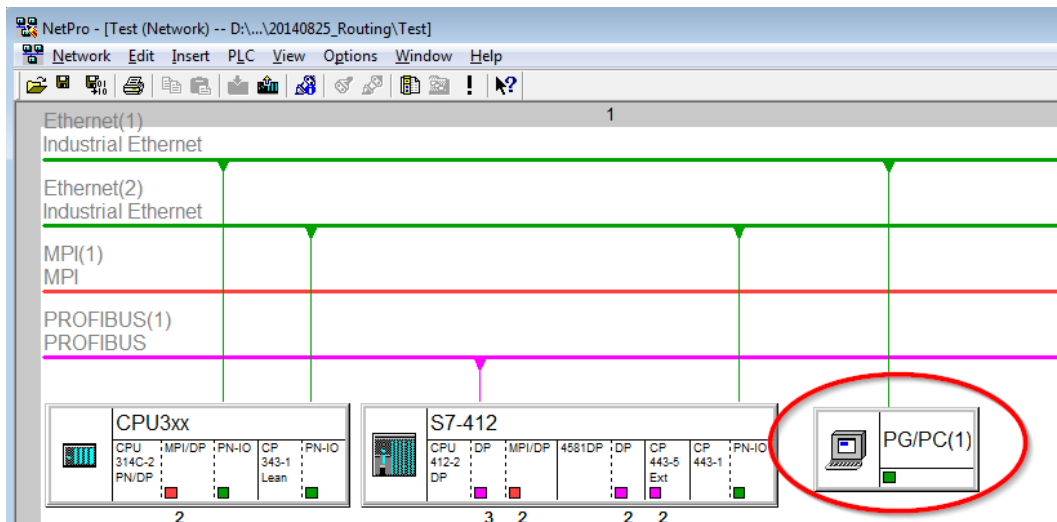 NetPro - [Test (Network) -- D:\...\20140825_Routing\Test]
Network Edit Insert PLC View Options Window Help
1
Ethernet(1)
Industrial Ethernet
Ethernet(2)
Industrial Ethernet
MPI(1)
MPI
PROFIBUS(1)
PROFIBUS
CPU3xx
CPU 314C-2 PN/DP
MPI/DP
PN-IO
CP 343-1 Lean
PN-IO
2
S7-412
CPU 412-2 DP
DP
MPI/DP
4581DP
DP
CP 443-5 Ext
CP 443-1
PN-IO
3 2 2 2
PG/PC(1)